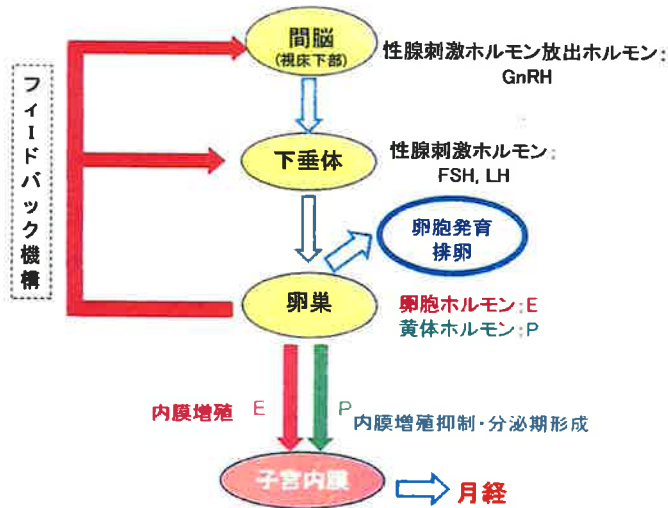 間脳
(視床下部)
性腺刺激ホルモン放出ホルモン:
GnRH
フィードバック機構
下垂体
性腺刺激ホルモン:
FSH, LH
卵胞発育
排卵
卵巣
卵胞ホルモン:E
黄体ホルモン:P
内膜増殖 E
P 内膜増殖抑制・分泌期形成
子宮内膜
月経